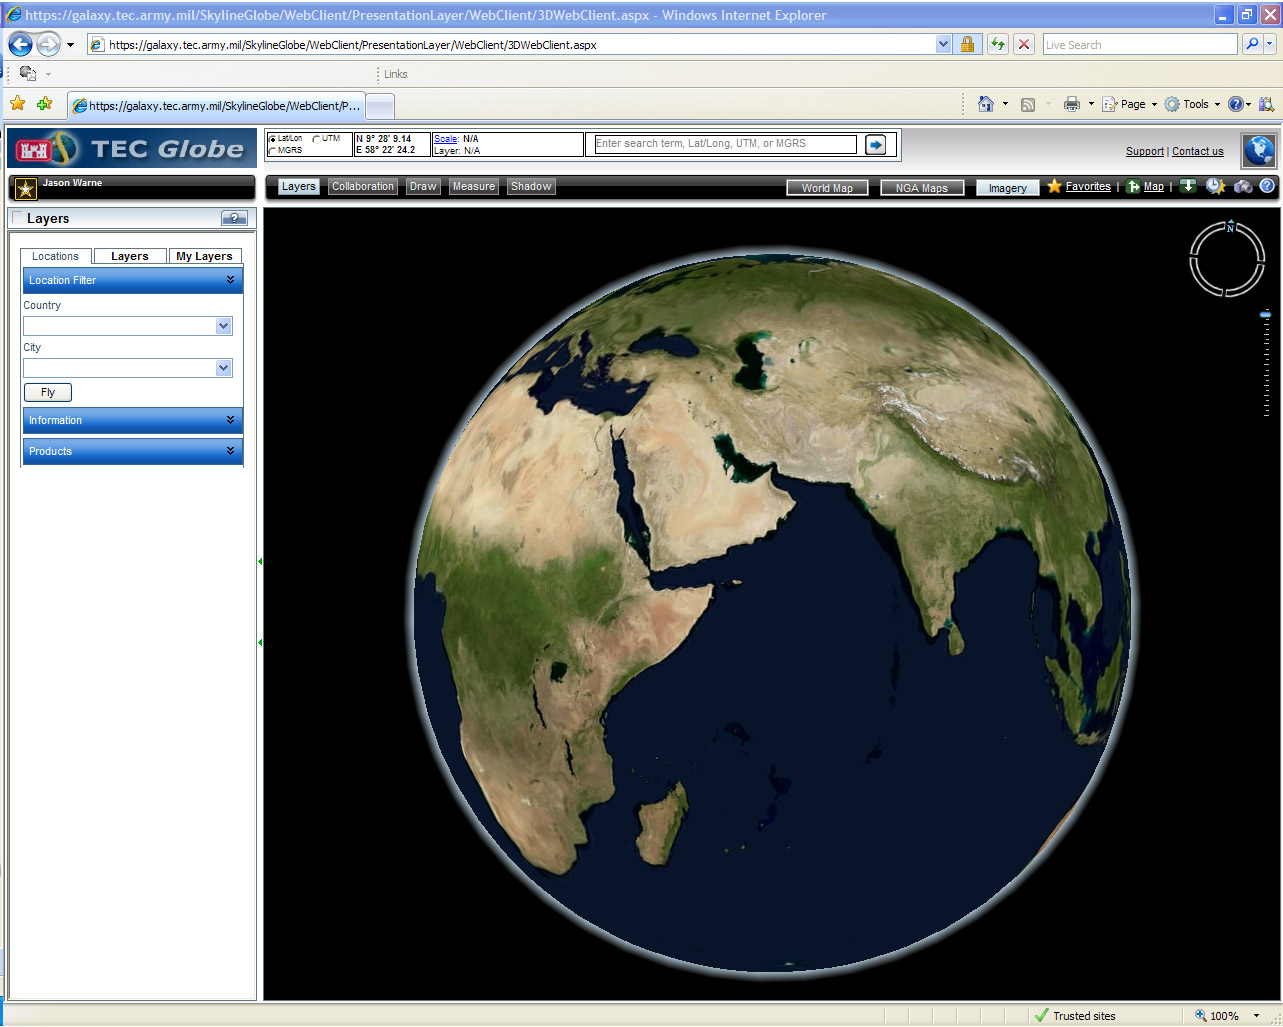 https://galaxy.tec.army.mil/SkylineGlobe/WebClient/PresentationLayer/WebClient/3DWebClient.aspx - Windows Internet Explorer
https://galaxy.tec.army.mil/SkylineGlobe/WebClient/PresentationLayer/WebClient/3DWebClient.aspx
Live Search
Links
https://galaxy.tec.army.mil/SkylineGlobe/WebClient/P...
Page
Tools
TEC Globe
Lat/Lon UTM
MGRS
N 9° 28' 9.14
E 58° 22' 24.2
Scale: N/A
Layer: N/A
Enter search term, Lat/Long, UTM, or MGRS
Support | Contact us
Jason Warne
Layers Collaboration Draw Measure Shadow
World Map NGA Maps Imagery Favorites | Map |
Layers
?
Locations Layers My Layers
Location Filter
Country
City
Fly
Information
Products
N
Trusted sites
100%